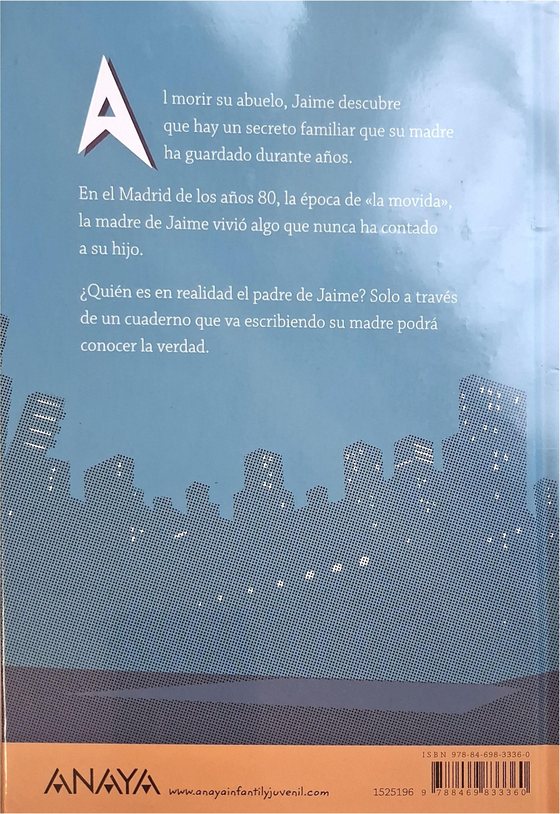 Al morir su abuelo, Jaime descubre
que hay un secreto familiar que su madre
ha guardado durante años.
En el Madrid de los años 80, la época de «la movida»,
la madre de Jaime vivió algo que nunca ha contado
a su hijo.
¿Quién es en realidad el padre de Jaime? Solo a través
de un cuaderno que va escribiendo su madre podrá
conocer la verdad.
ISBN 978-84-698-3336-0
ANAYA www.anayainfantilyjuvenil.com 1525196 9 788469 833360